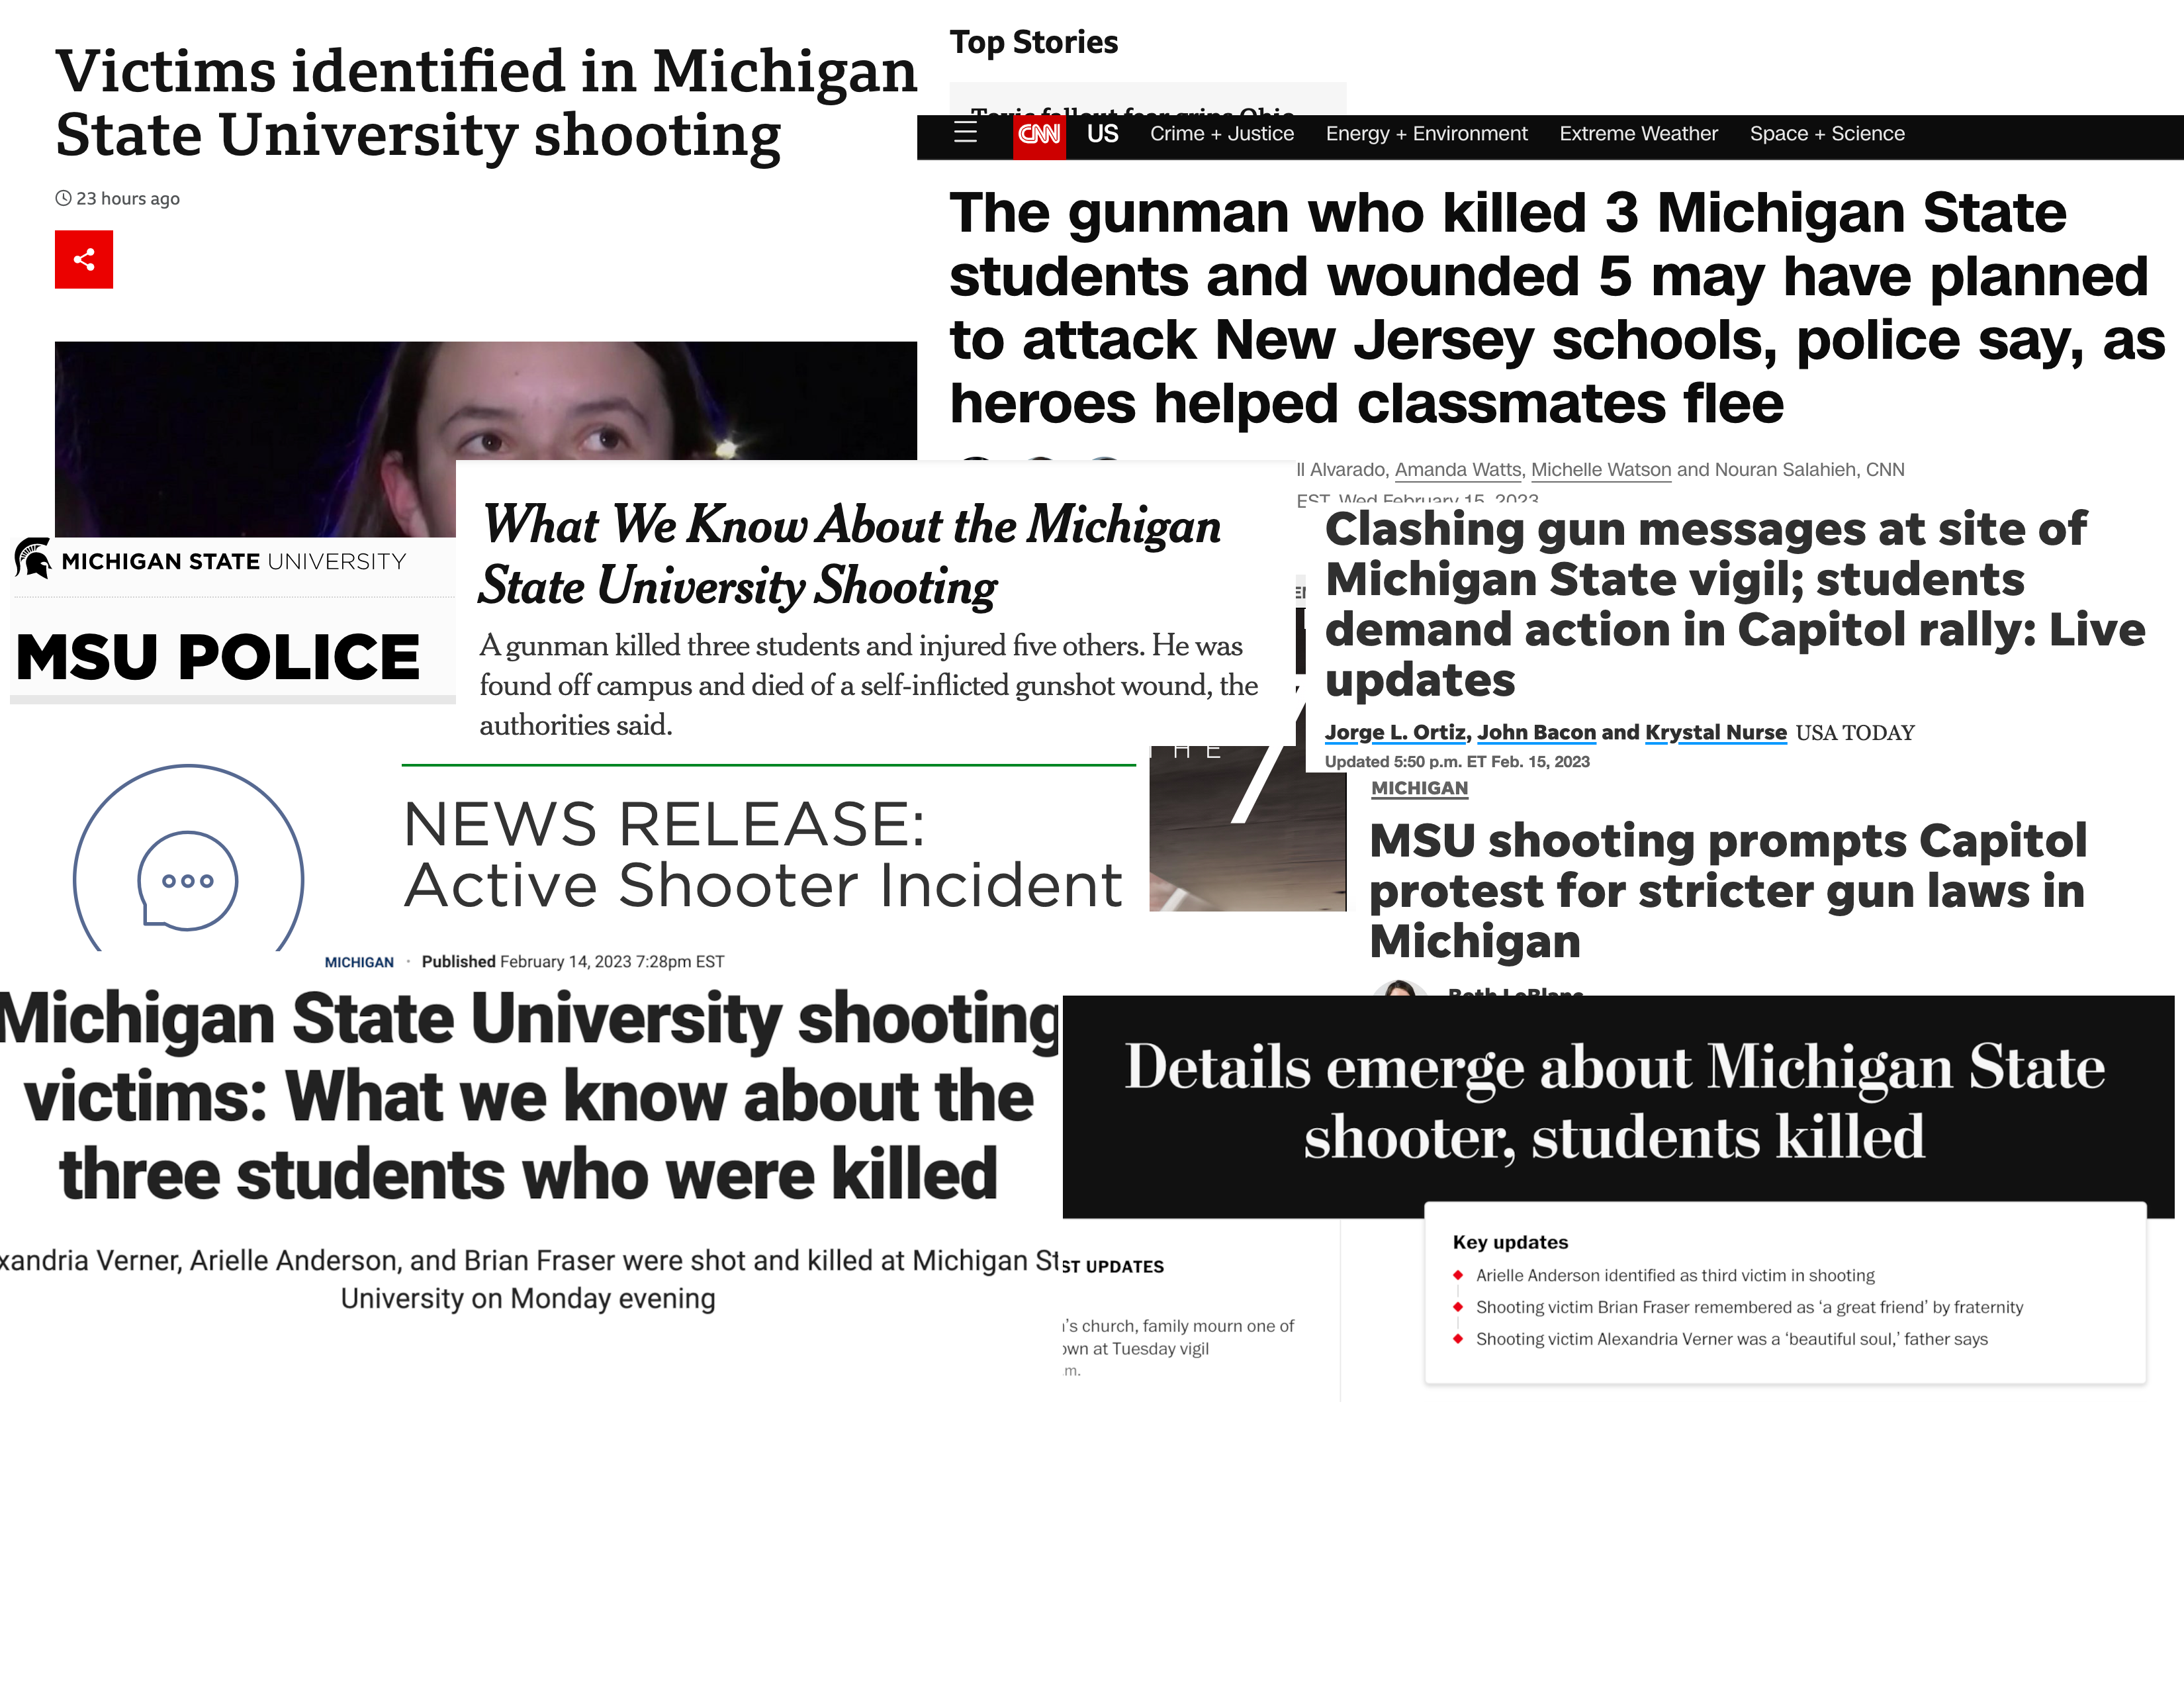 Victims identified in Michigan
State University shooting
23 hours ago
Top Stories
CNN US Crime + Justice Energy + Environment Extreme Weather Space + Science
The gunman who killed 3 Michigan State
students and wounded 5 may have planned
to attack New Jersey schools, police say, as
heroes helped classmates flee
Alvarado, Amanda Watts, Michelle Watson and Nouran Salahieh, CNN
EST, Wed February 15, 2023
MICHIGAN STATE UNIVERSITY
MSU POLICE
What We Know About the Michigan
State University Shooting
A gunman killed three students and injured five others. He was
found off campus and died of a self-inflicted gunshot wound, the
authorities said.
Clashing gun messages at site of
Michigan State vigil; students
demand action in Capitol rally: Live
updates
Jorge L. Ortiz, John Bacon and Krystal Nurse USA TODAY
Updated 5:50 p.m. ET Feb. 15, 2023
NEWS RELEASE:
Active Shooter Incident
MICHIGAN
MSU shooting prompts Capitol
protest for stricter gun laws in
Michigan
MICHIGAN · Published February 14, 2023 7:28pm EST
Michigan State University shooting
victims: What we know about the
three students who were killed
xandria Verner, Arielle Anderson, and Brian Fraser were shot and killed at Michigan St
University on Monday evening
Details emerge about Michigan State
shooter, students killed
ST UPDATES
's church, family mourn one of
own at Tuesday vigil
.m.
Key updates
Arielle Anderson identified as third victim in shooting
Shooting victim Brian Fraser remembered as ‘a great friend’ by fraternity
Shooting victim Alexandria Verner was a ‘beautiful soul,’ father says